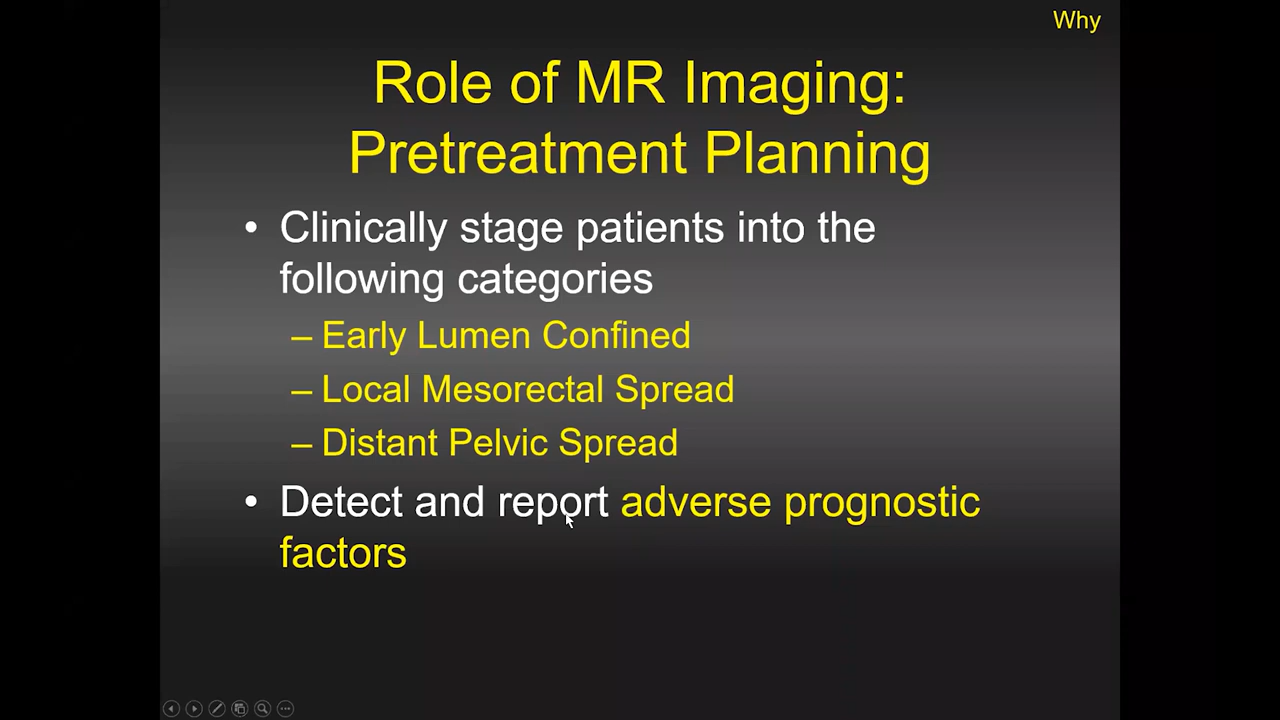 Why
Role of MR Imaging:
Pretreatment Planning
• Clinically stage patients into the
following categories
– Early Lumen Confined
– Local Mesorectal Spread
– Distant Pelvic Spread
• Detect and report adverse prognostic
factors